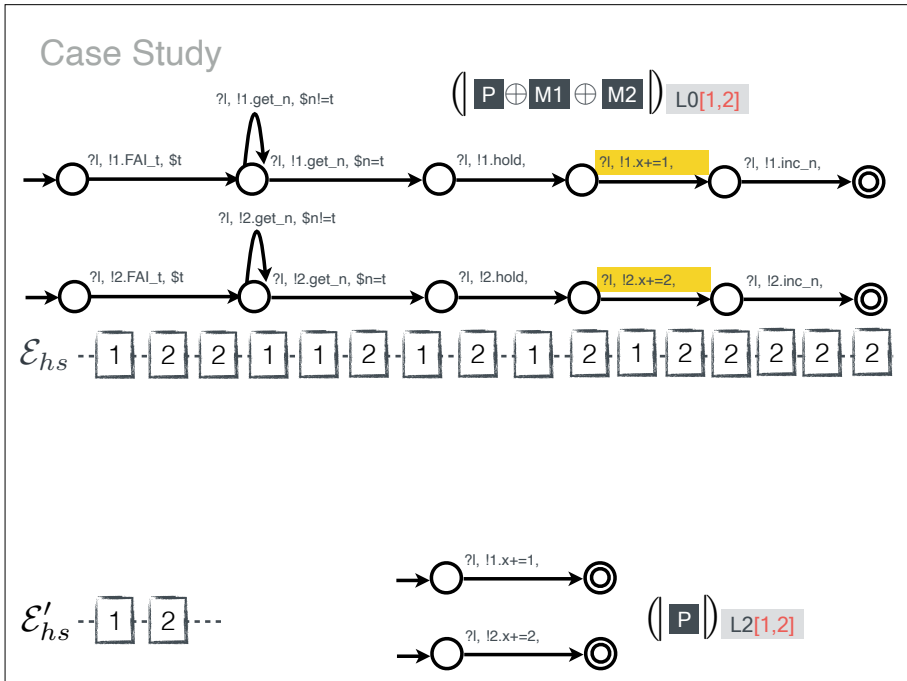 Case Study
(| P ⊕ M1 ⊕ M2 |) L0[1,2]
?l, !1.get_n, $n!=t
?l, !1.FAI_t, $t ?l, !1.get_n, $n=t ?l, !1.hold, ?l, !1.x+=1, ?l, !1.inc_n,
?l, !2.get_n, $n!=t
?l, !2.FAI_t, $t ?l, !2.get_n, $n=t ?l, !2.hold, ?l, !2.x+=2, ?l, !2.inc_n,
ℰhs 1 2 2 1 1 2 1 2 1 2 1 2 2 2 2 2
?l, !1.x+=1,
ℰ′hs 1 2
(| P |) L2[1,2]
?l, !2.x+=2,